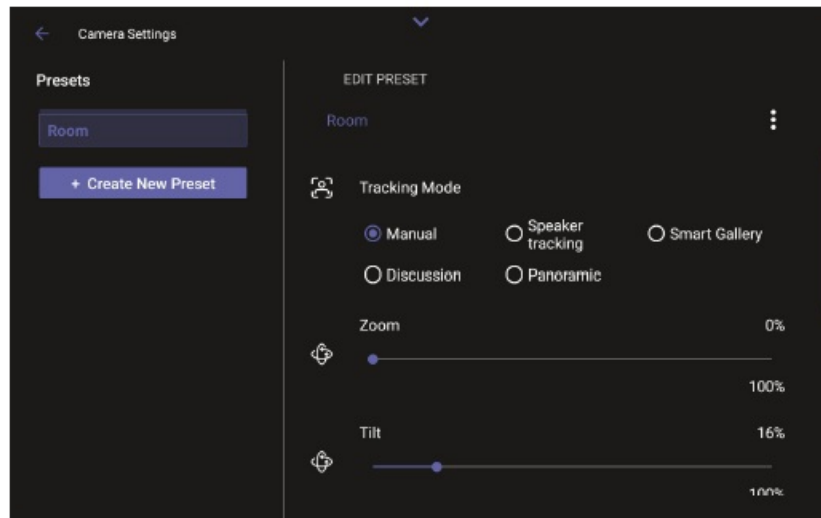 Camera Settings
Presets
Room
+ Create New Preset
EDIT PRESET
Room
Tracking Mode
Manual
Speaker
tracking
Smart Gallery
Discussion
Panoramic
Zoom
0%
100%
Tilt
16%
100%